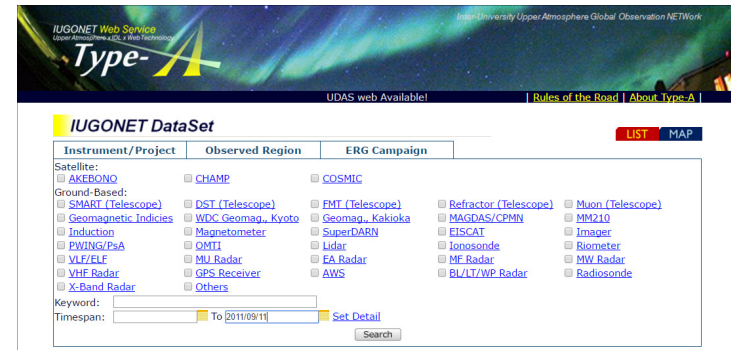 Inter-University Upper Atmosphere Global Observation NETWork
IUGONET Web Service
Upper Atmosphere x IDL x Web Technology
Type-A
UDAS web Available! | Rules of the Road | About Type-A |
IUGONET DataSet
LIST MAP
Instrument/Project Observed Region ERG Campaign
Satellite:
AKEBONO CHAMP COSMIC
Ground-Based:
SMART (Telescope) DST (Telescope) FMT (Telescope) Refractor (Telescope) Muon (Telescope)
Geomagnetic Indicies WDC Geomag., Kyoto Geomag., Kakioka MAGDAS/CPMN MM210
Induction Magnetometer SuperDARN EISCAT Imager
PWING/PsA OMTI Lidar Ionosonde Riometer
VLF/ELF MU Radar EA Radar MF Radar MW Radar
VHF Radar GPS Receiver AWS BL/LT/WP Radar Radiosonde
X-Band Radar Others
Keyword:
Timespan: To 2011/09/11 Set Detail
Search